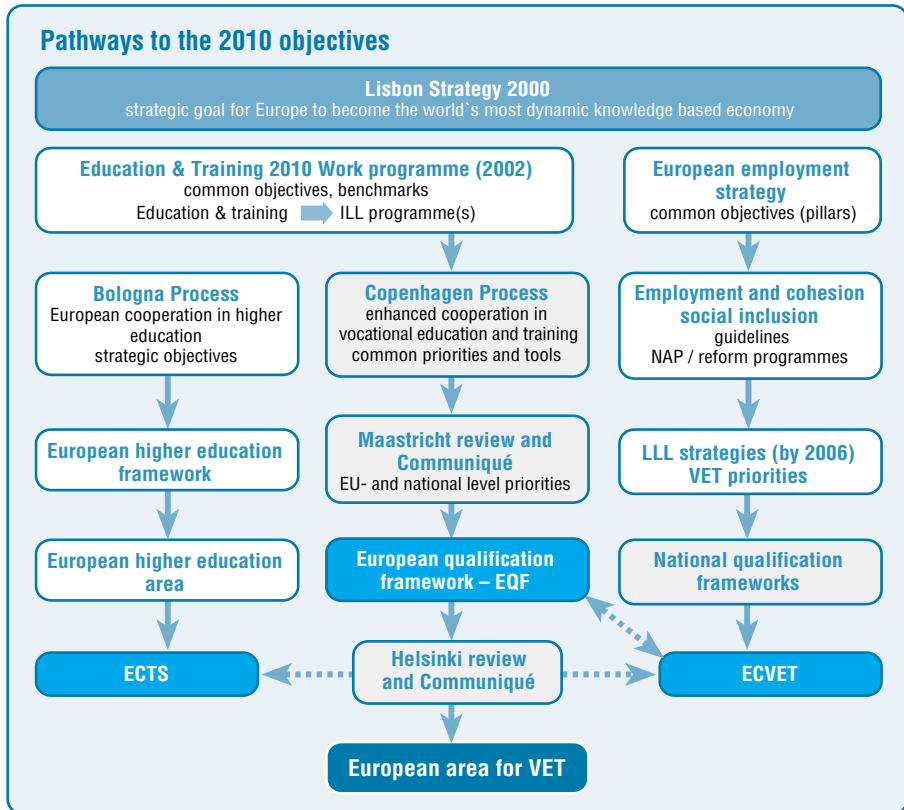 Pathways to the 2010 objectives
Lisbon Strategy 2000
strategic goal for Europe to become the world`s most dynamic knowledge based economy
Education & Training 2010 Work programme (2002)
common objectives, benchmarks
Education & training ILL programme(s)
European employment
strategy
common objectives (pillars)
Bologna Process
European cooperation in higher
education
strategic objectives
Copenhagen Process
enhanced cooperation in
vocational education and training
common priorities and tools
Employment and cohesion
social inclusion
guidelines
NAP / reform programmes
European higher education
framework
Maastricht review and
Communiqué
EU- and national level priorities
LLL strategies (by 2006)
VET priorities
European higher education
area
European qualification
framework – EQF
National qualification
frameworks
ECTS
Helsinki review
and Communiqué
ECVET
European area for VET